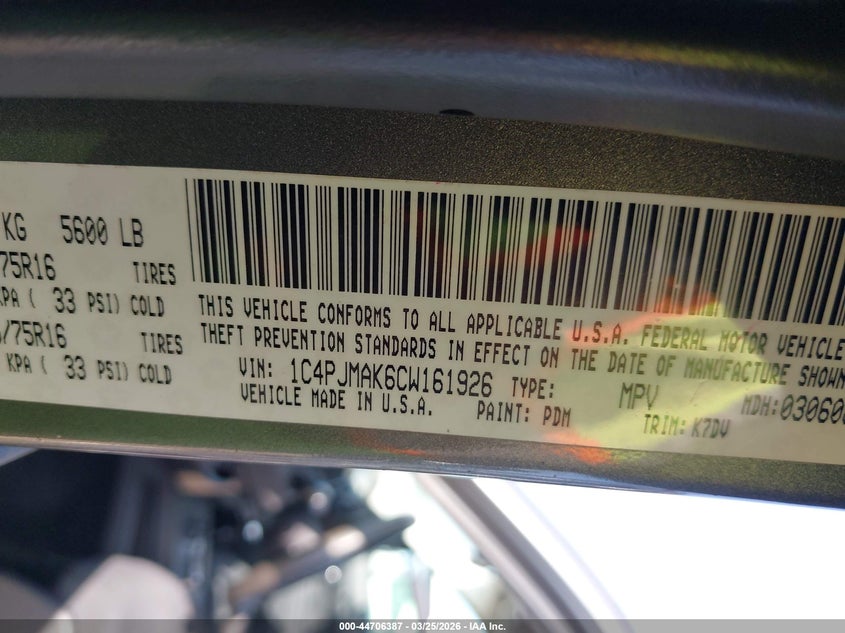 KG 5600 LB
75R16 TIRES
KPA ( 33 PSI) COLD
/75R16 TIRES
KPA ( 33 PSI) COLD
THIS VEHICLE CONFORMS TO ALL APPLICABLE U.S.A. FEDERAL MOTOR VEHICLE
THEFT PREVENTION STANDARDS IN EFFECT ON THE DATE OF MANUFACTURE SHOWN
VIN: 1C4PJMAK6CW161926 TYPE: MPV MDH:03060
VEHICLE MADE IN U.S.A. PAINT: PDM TRIM: K7DV
000-44706387 - 03/25/2026 - IAA Inc.